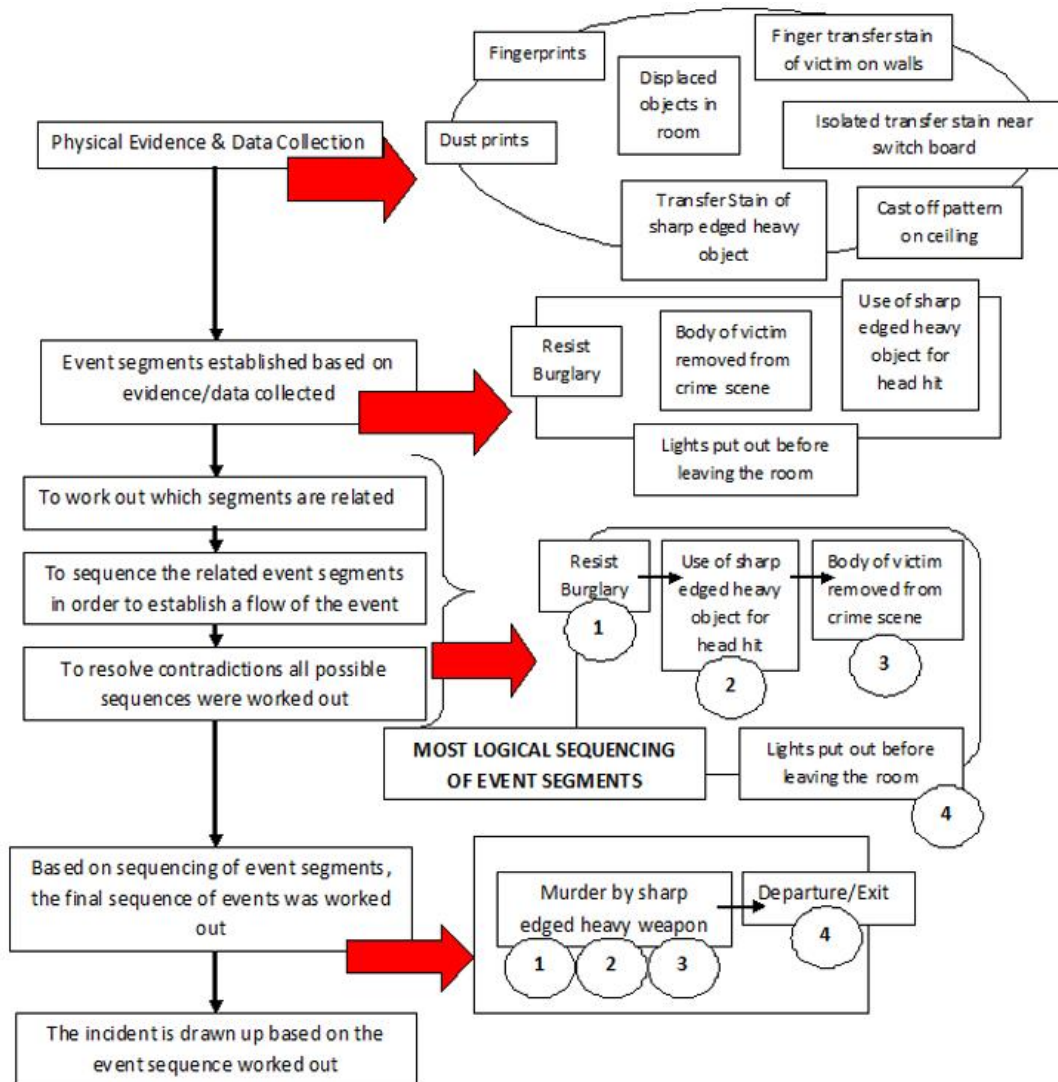 Fingerprints
Finger transfer stain
of victim on walls
Displaced
objects in
room
Physical Evidence & Data Collection
Dust prints
Isolated transfer stain near
switch board
Transfer Stain of
sharp edged heavy
object
Cast off pattern
on ceiling
Event segments established based on
evidence/data collected
Resist
Burglary
Body of victim
removed from
crime scene
Use of sharp
edged heavy
object for
head hit
Lights put out before
leaving the room
To work out which segments are related
To sequence the related event segments
in order to establish a flow of the event
To resolve contradictions all possible
sequences were worked out
Resist
Burglary
1
Use of sharp
edged heavy
object for
head hit
2
Body of victim
removed from
crime scene
3
MOST LOGICAL SEQUENCING
OF EVENT SEGMENTS
Lights put out before
leaving the room
4
Based on sequencing of event segments,
the final sequence of events was worked
out
Murder by sharp
edged heavy weapon
1
2
3
Departure/Exit
4
The incident is drawn up based on the
event sequence worked out